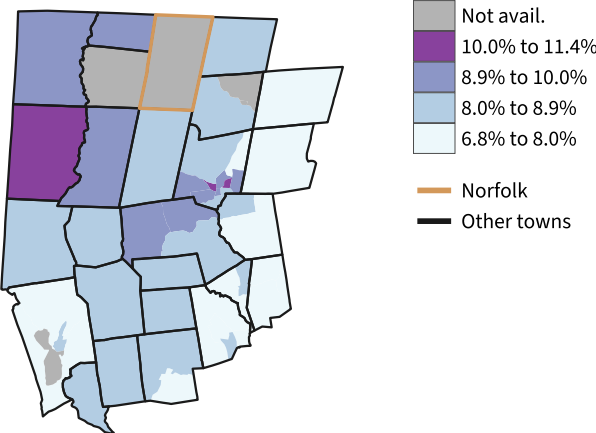 Not avail.
10.0% to 11.4%
8.9% to 10.0%
8.0% to 8.9%
6.8% to 8.0%
Norfolk
Other towns